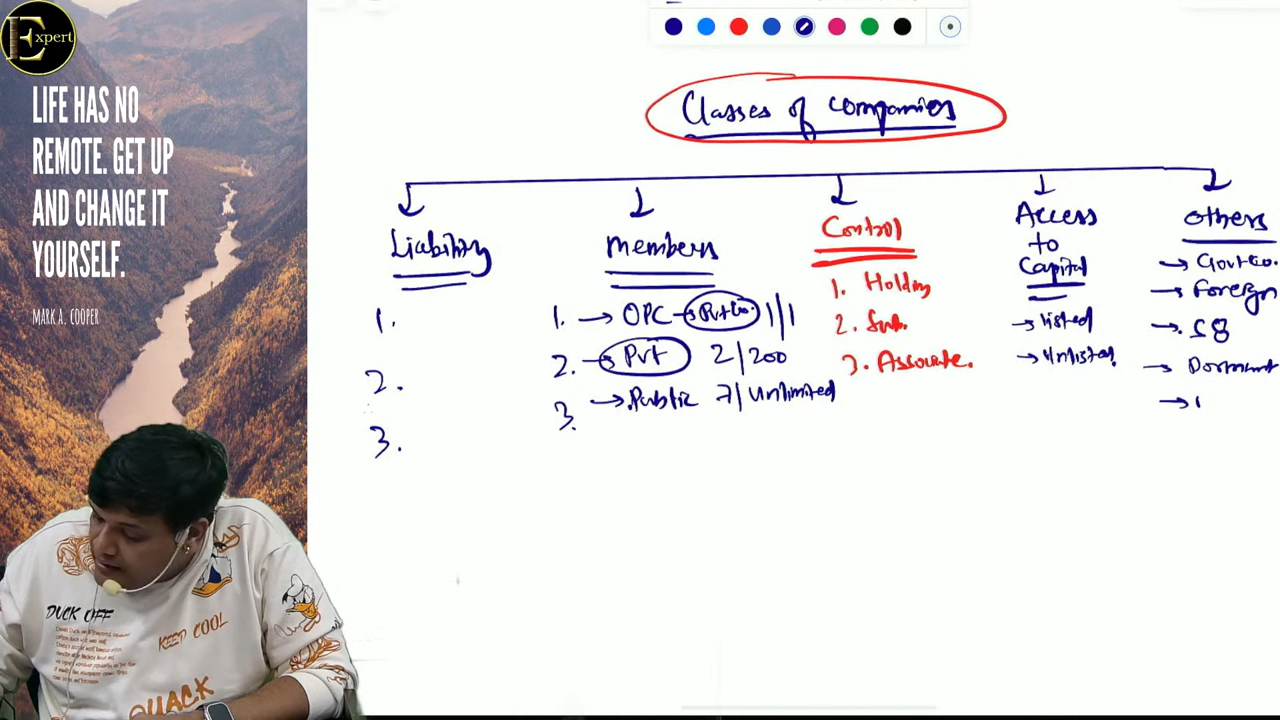 Expert
LIFE HAS NO
REMOTE. GET UP
AND CHANGE IT
YOURSELF.
MARK A. COOPER
Classes of companies
Liability
1.
2.
3.
Members
1. → OPC → Pvt Co. 1/1
2. → Pvt 2/200
3. → Public 7/Unlimited
Control
1. Holding
2. Sub.
3. Associate.
Access
to
Capital
→ Listed
→ Unlisted
Others
→ Govt Co.
→ Foreign
→ S8
→ Dormant
→
DUCK OFF
KEEP COOL
QUACK